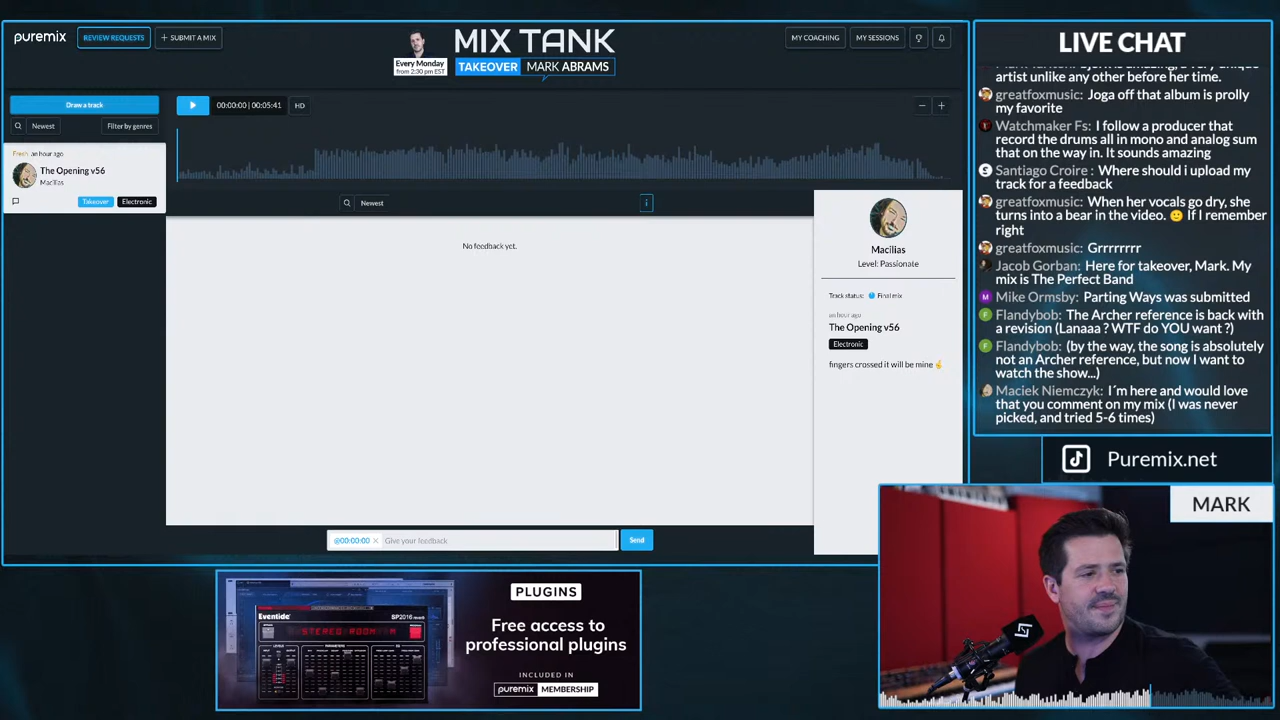 puremix
REVIEW REQUESTS
+ SUBMIT A MIX
Every Monday
from 2:30 pm EST
MIX TANK
TAKEOVER MARK ABRAMS
MY COACHING
MY SESSIONS
Draw a track
00:00:00 | 00:05:41
HD
Newest
Filter by genres
Fresh an hour ago
The Opening v56
Macilias
Takeover
Electronic
Newest
i
No feedback yet.
Macilias
Level: Passionate
Track status: Final mix
an hour ago
The Opening v56
Electronic
fingers crossed it will be mine 🤞
@00:00:00 × Give your feedback
Send
LIVE CHAT
artist unlike any other before her time.
greatfoxmusic: Joga off that album is prolly
my favorite
Watchmaker Fs: I follow a producer that
record the drums all in mono and analog sum
that on the way in. It sounds amazing
Santiago Croire : Where should i upload my
track for a feedback
greatfoxmusic: When her vocals go dry, she
turns into a bear in the video. 🙂 If I remember
right
greatfoxmusic: Grrrrrrrr
Jacob Gorban: Here for takeover, Mark. My
mix is The Perfect Band
Mike Ormsby: Parting Ways was submitted
Flandybob: The Archer reference is back with
a revision (Lanaaa ? WTF do YOU want ?)
Flandybob: (by the way, the song is absolutely
not an Archer reference, but now I want to
watch the show...)
Maciek Niemczyk: I´m here and would love
that you comment on my mix (I was never
picked, and tried 5-6 times)
Puremix.net
MARK
Eventide
SP2016 reverb
STEREO ROOM M
PLUGINS
Free access to
professional plugins
INCLUDED IN
puremix MEMBERSHIP